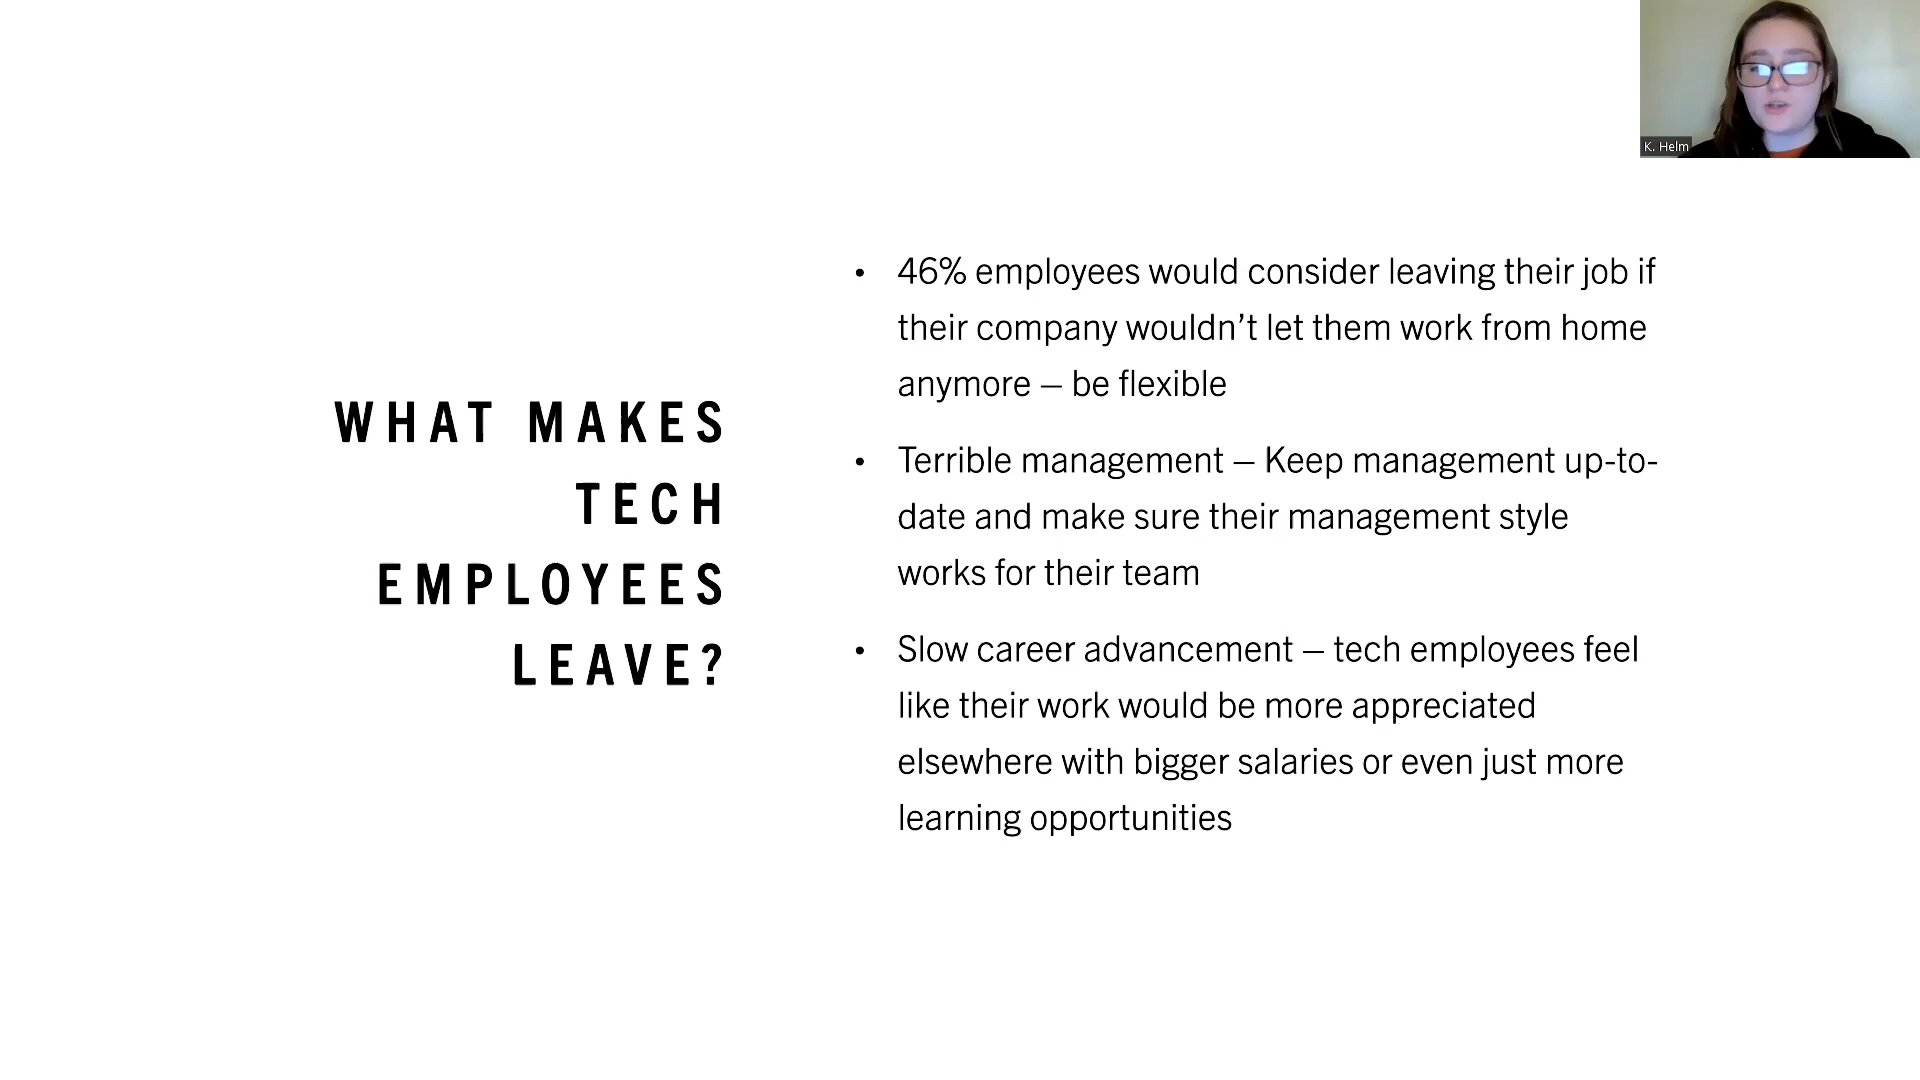 K. Helm
WHAT MAKES
TECH
EMPLOYEES
LEAVE?
• 46% employees would consider leaving their job if
their company wouldn’t let them work from home
anymore – be flexible
• Terrible management – Keep management up-to-
date and make sure their management style
works for their team
• Slow career advancement – tech employees feel
like their work would be more appreciated
elsewhere with bigger salaries or even just more
learning opportunities